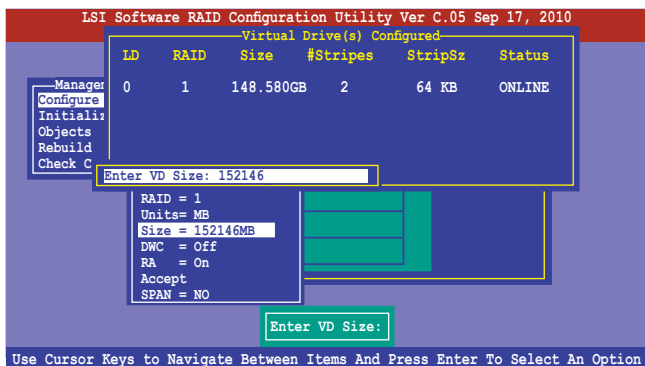 LSI Software RAID Configuration Utility Ver C.05 Sep 17, 2010
Virtual Drive(s) Configured
LD RAID Size #Stripes StripSz Status
0 1 148.580GB 2 64 KB ONLINE
Managem
Configure
Initializ
Objects
Rebuild
Check C
Enter VD Size: 152146
RAID = 1
Units= MB
Size = 152146MB
DWC = Off
RA = On
Accept
SPAN = NO
Enter VD Size:
Use Cursor Keys to Navigate Between Items And Press Enter To Select An Option